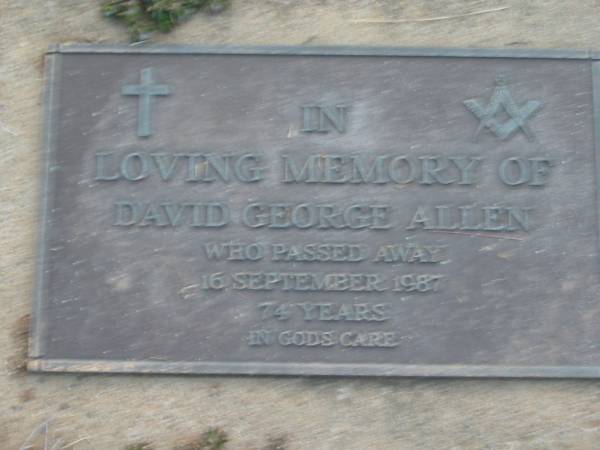 IN
LOVING MEMORY OF
DAVID GEORGE ALLEN
WHO PASSED AWAY
16 SEPTEMBER 1987
74 YEARS
IN GODS CARE